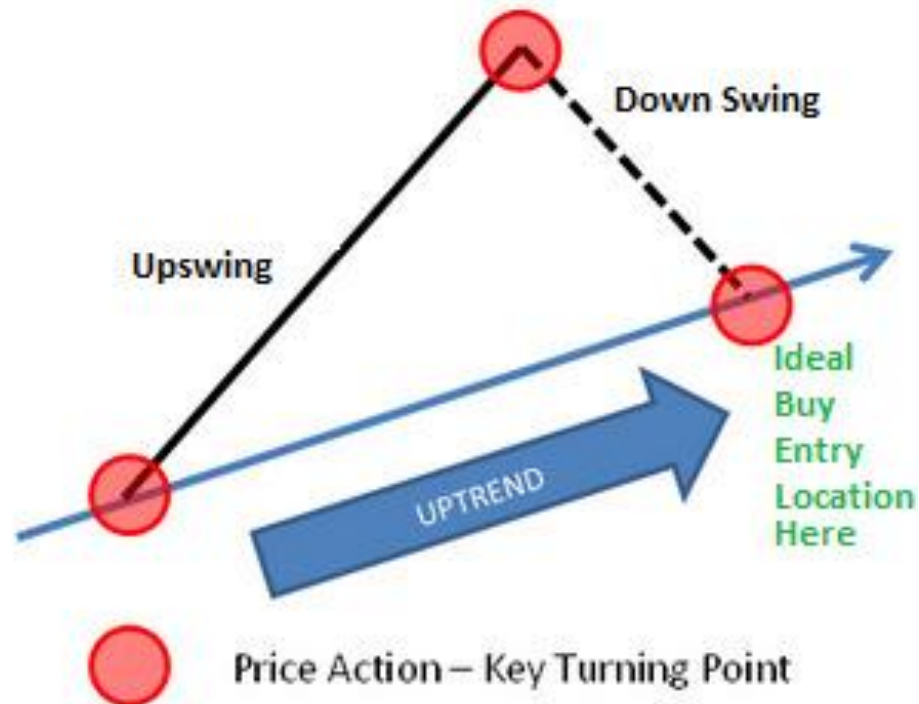 Down Swing
Upswing
Ideal
Buy
Entry
Location
Here
UPTREND
Price Action – Key Turning Point